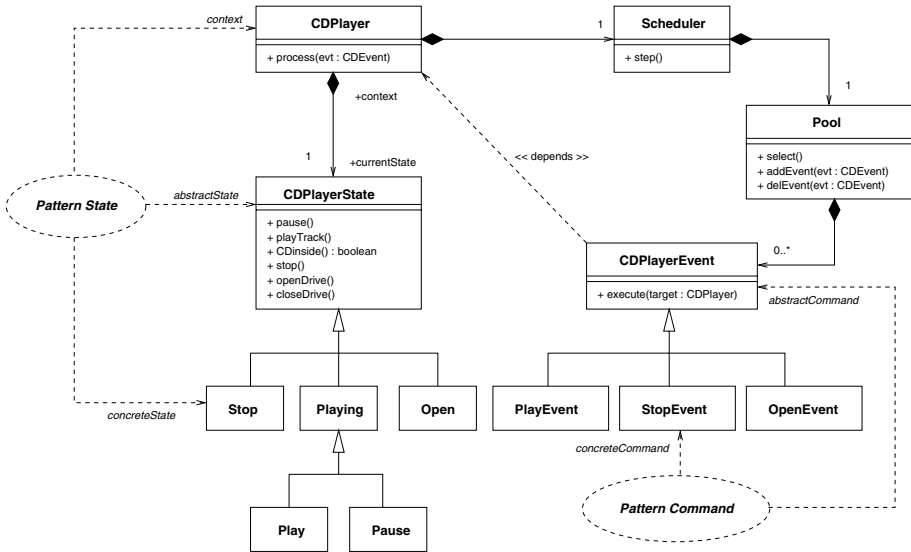 context
CDPlayer
+ process(evt : CDEvent)
1
Scheduler
+ step()
1
Pool
+ select()
+ addEvent(evt : CDEvent)
+ delEvent(evt : CDEvent)
+context
<< depends >>
1
+currentState
Pattern State
abstractState
CDPlayerState
+ pause()
+ playTrack()
+ CDinside() : boolean
+ stop()
+ openDrive()
+ closeDrive()
0..*
CDPlayerEvent
+ execute(target : CDPlayer)
abstractCommand
concreteState
Stop
Playing
Open
PlayEvent
StopEvent
OpenEvent
concreteCommand
Pattern Command
Play
Pause